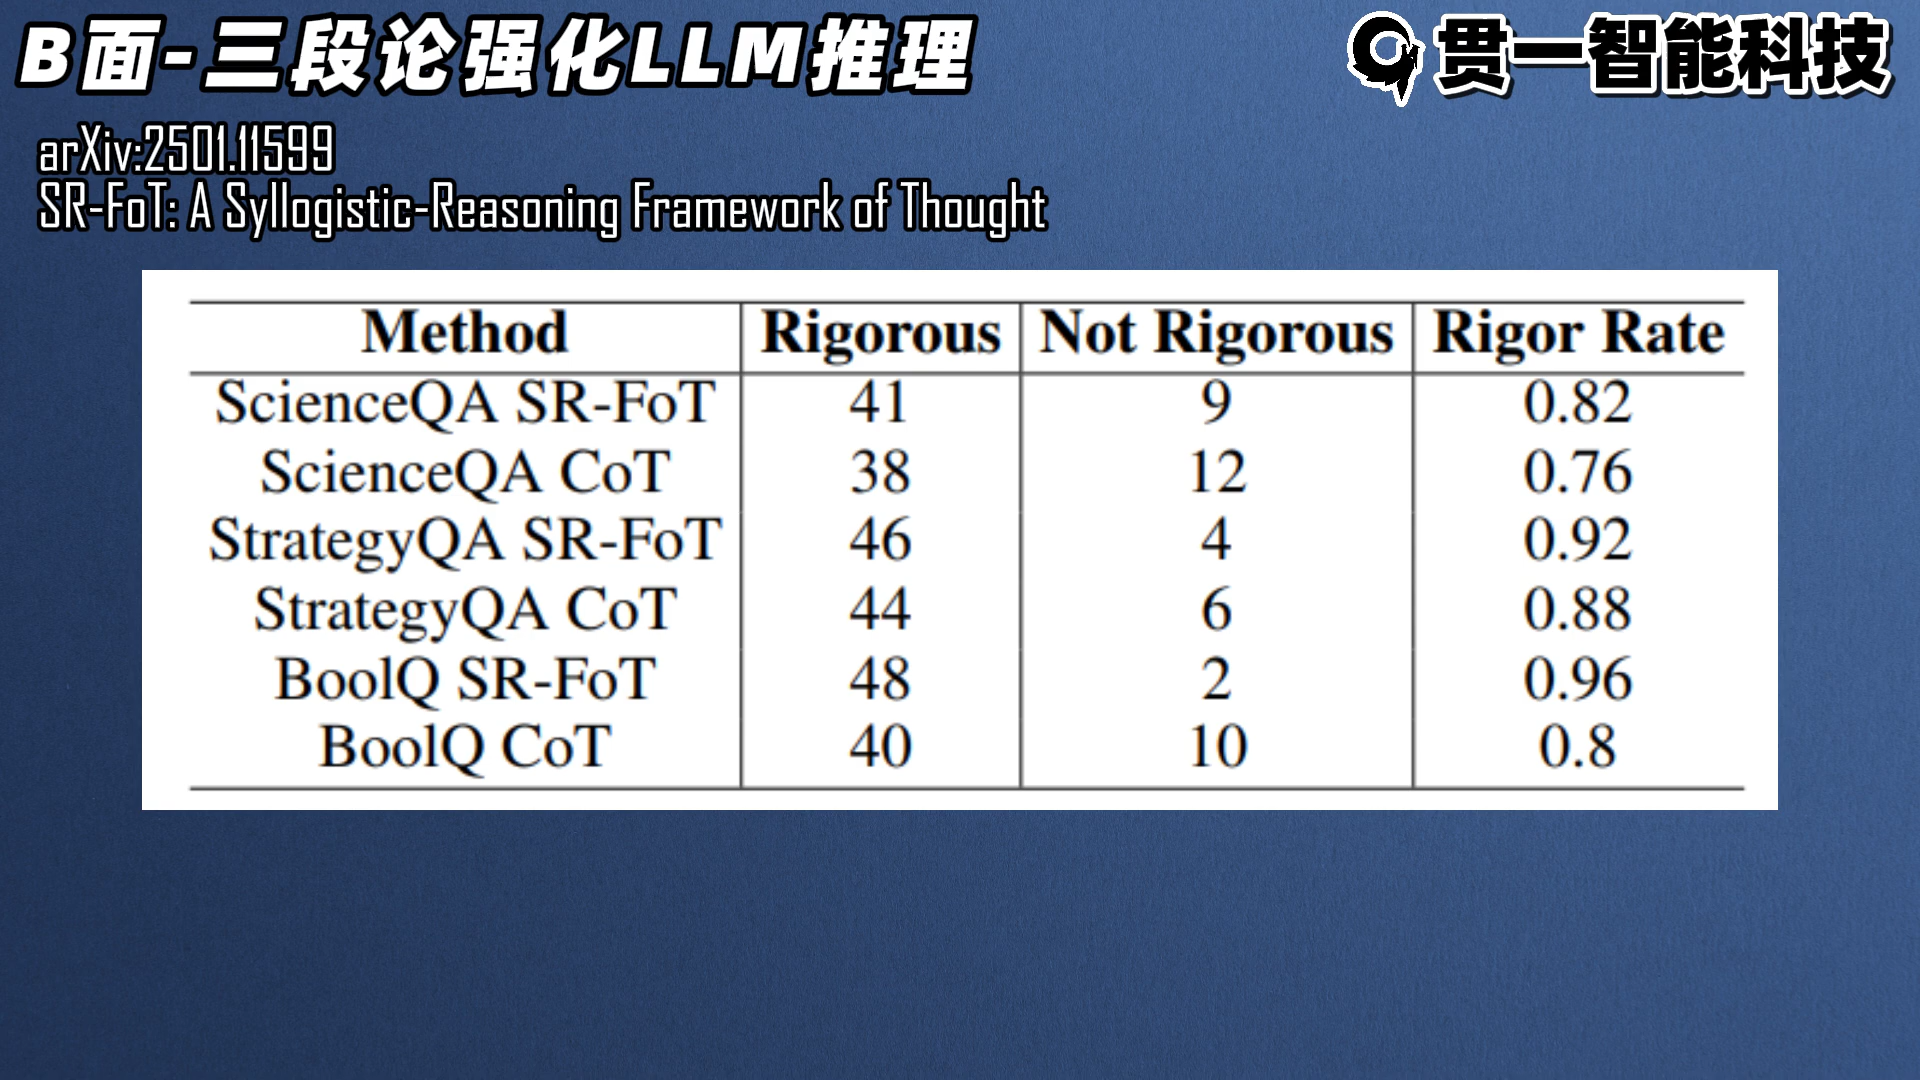 B面-三段论强化LLM推理
贯一智能科技
arXiv:2501.11599
SR-FoT: A Syllogistic-Reasoning Framework of Thought
Method Rigorous Not Rigorous Rigor Rate
ScienceQA SR-FoT 41 9 0.82
ScienceQA CoT 38 12 0.76
StrategyQA SR-FoT 46 4 0.92
StrategyQA CoT 44 6 0.88
BoolQ SR-FoT 48 2 0.96
BoolQ CoT 40 10 0.8